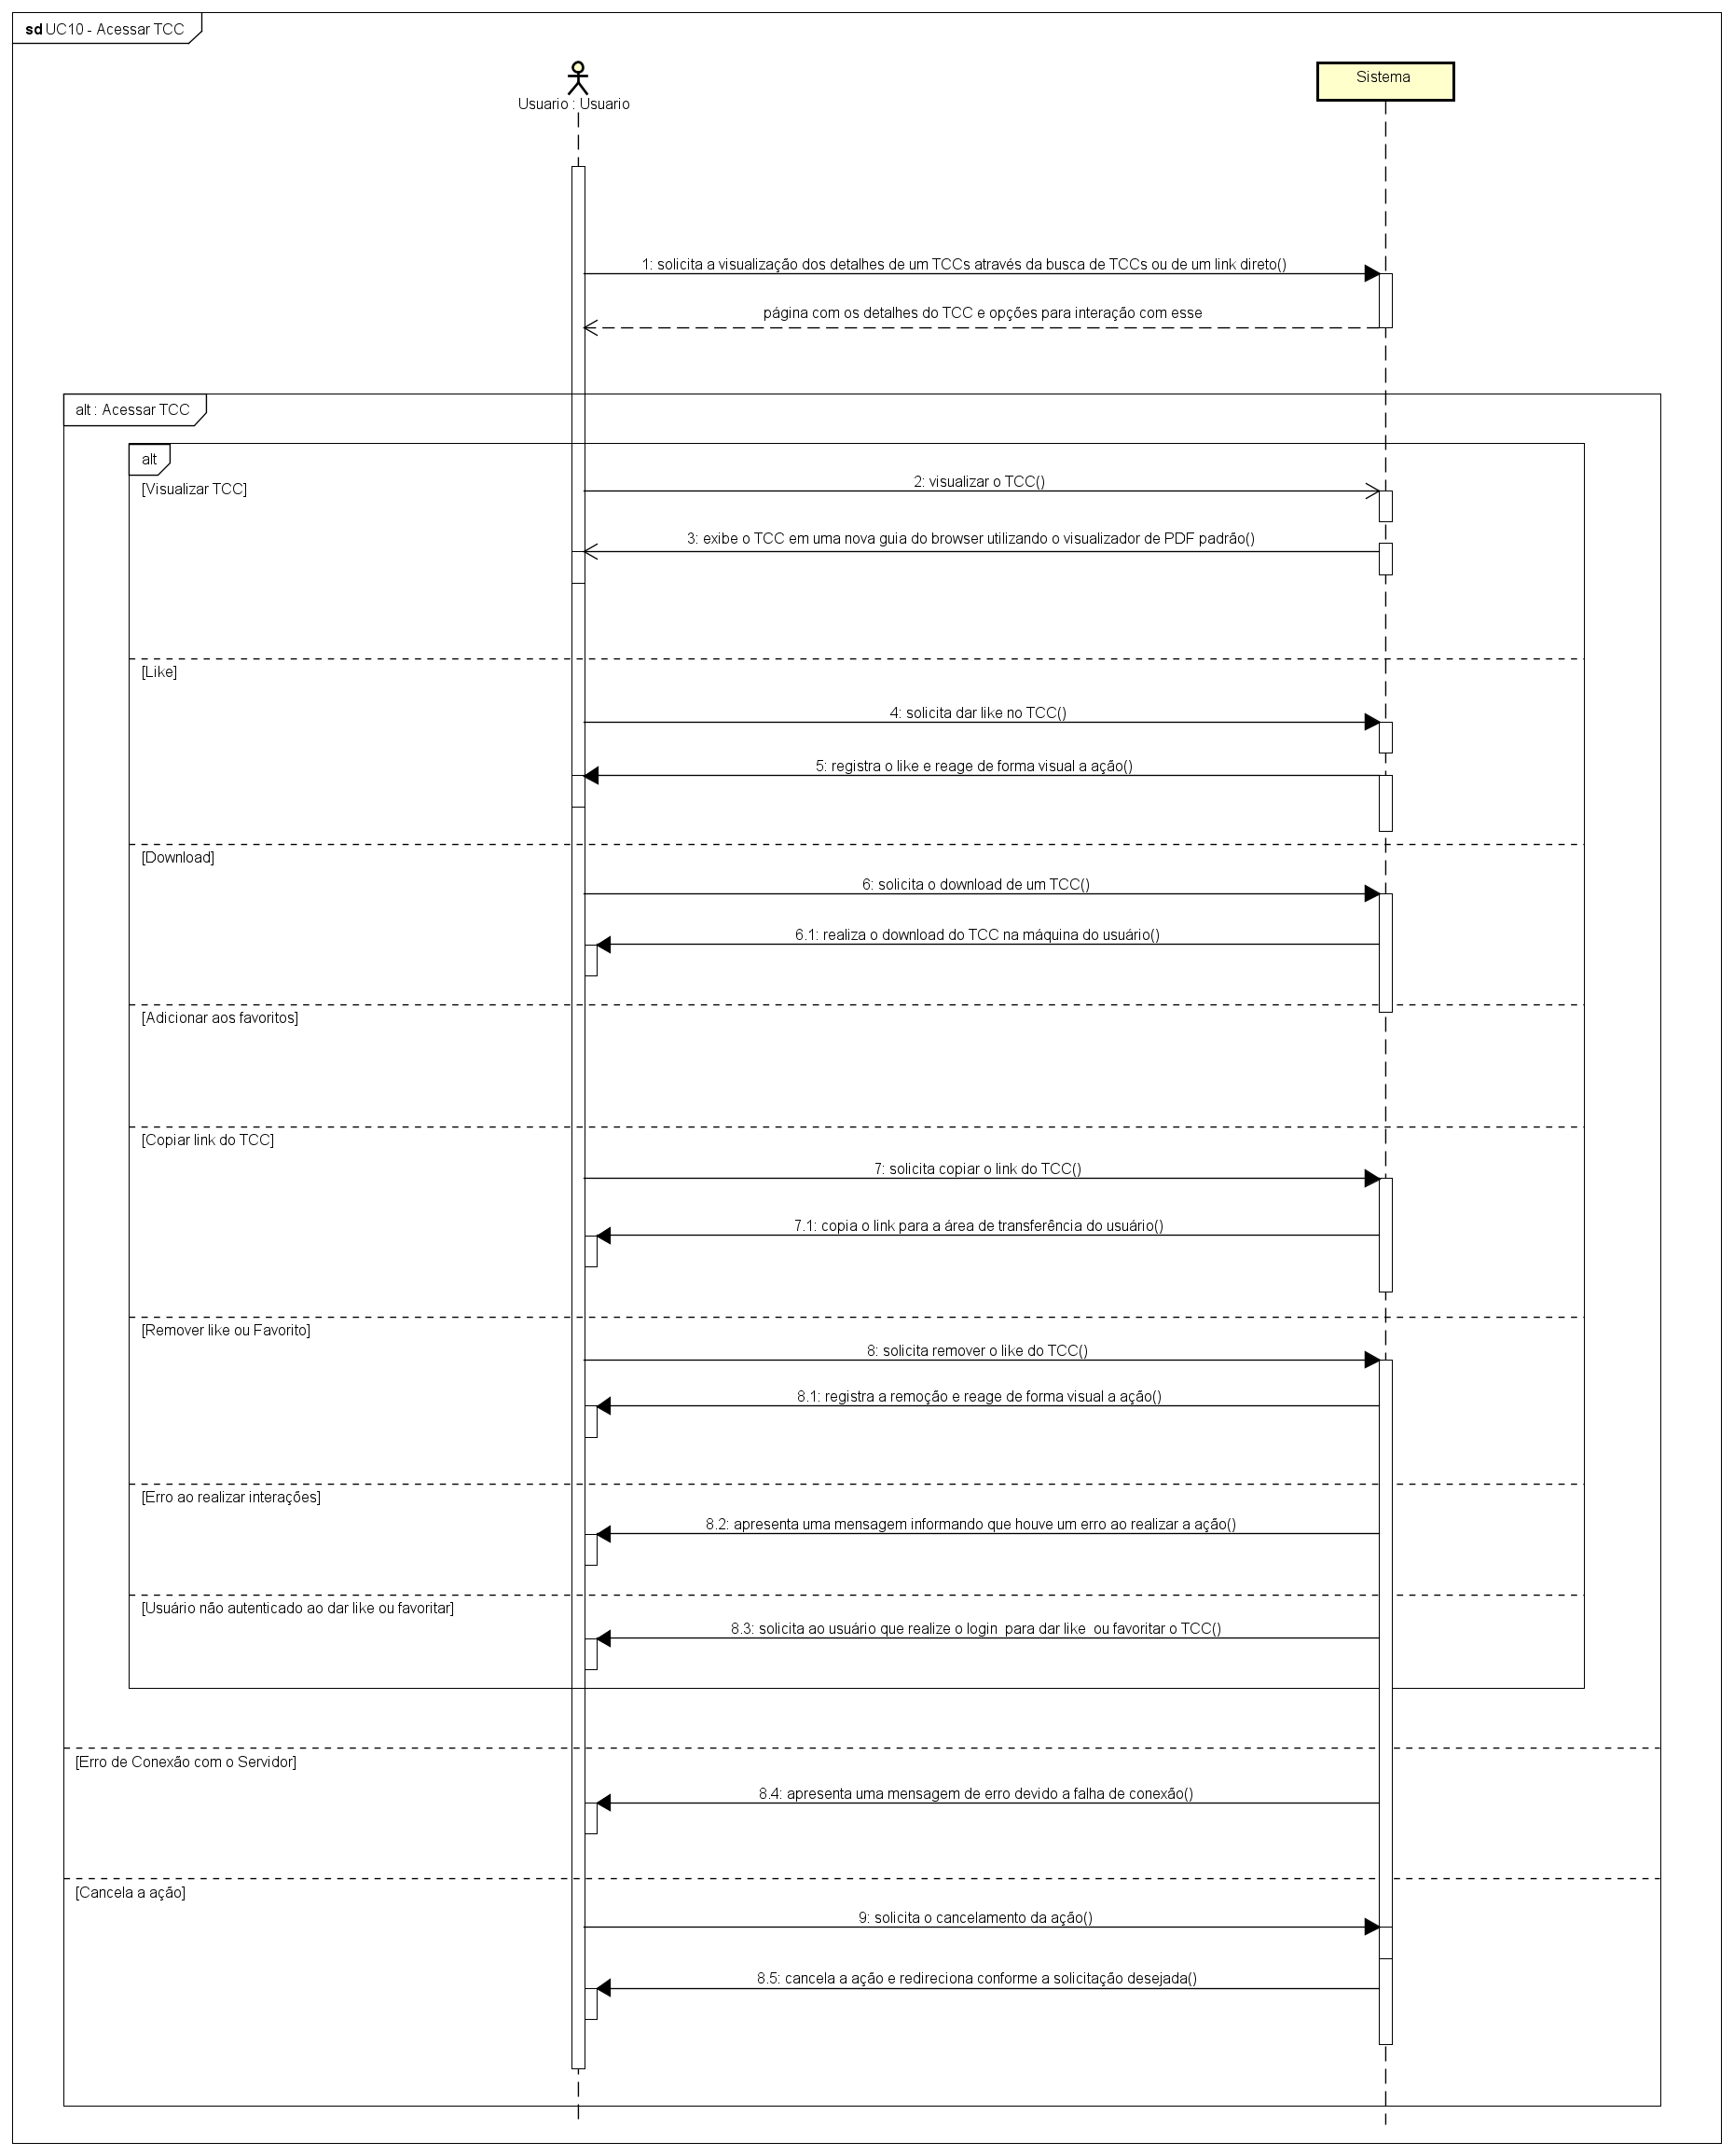 sd UC10 - Acessar TCC
Usuario : Usuario
Sistema
1: solicita a visualização dos detalhes de um TCCs através da busca de TCCs ou de um link direto()
página com os detalhes do TCC e opções para interação com esse
alt : Acessar TCC
alt
[Visualizar TCC]
2: visualizar o TCC()
3: exibe o TCC em uma nova guia do browser utilizando o visualizador de PDF padrão()
[Like]
4: solicita dar like no TCC()
5: registra o like e reage de forma visual a ação()
[Download]
6: solicita o download de um TCC()
6.1: realiza o download do TCC na máquina do usuário()
[Adicionar aos favoritos]
[Copiar link do TCC]
7: solicita copiar o link do TCC()
7.1: copia o link para a área de transferência do usuário()
[Remover like ou Favorito]
8: solicita remover o like do TCC()
8.1: registra a remoção e reage de forma visual a ação()
[Erro ao realizar interações]
8.2: apresenta uma mensagem informando que houve um erro ao realizar a ação()
[Usuário não autenticado ao dar like ou favoritar]
8.3: solicita ao usuário que realize o login  para dar like  ou favoritar o TCC()
[Erro de Conexão com o Servidor]
8.4: apresenta uma mensagem de erro devido a falha de conexão()
[Cancela a ação]
9: solicita o cancelamento da ação()
8.5: cancela a ação e redireciona conforme a solicitação desejada()